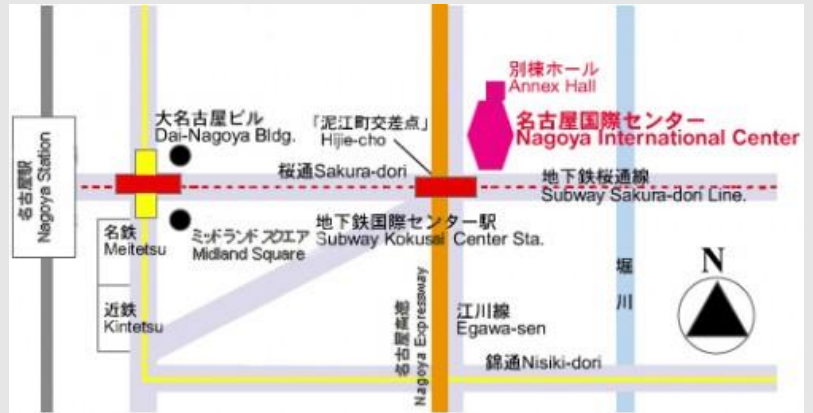 別棟ホール
Annex Hall
名古屋国際センター
Nagoya International Center
大名古屋ビル
Dai-Nagoya Bldg.
「泥江町交差点」
Hijie-cho
桜通Sakura-dori
地下鉄桜通線
Subway Sakura-dori Line.
名古屋駅
Nagoya Station
名鉄
Meitetsu
ミッドランド スクエア
Midland Square
地下鉄国際センター駅
Subway Kokusai Center Sta.
近鉄
Kintetsu
名古屋高速
Nagoya Expressway
江川線
Egawa-sen
堀川
N
錦通Nisiki-dori